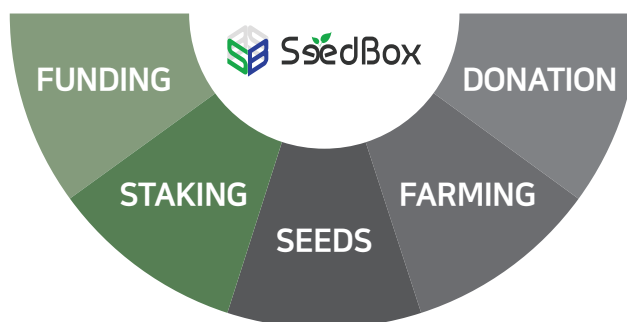 SeedBox
FUNDING
DONATION
STAKING
FARMING
SEEDS